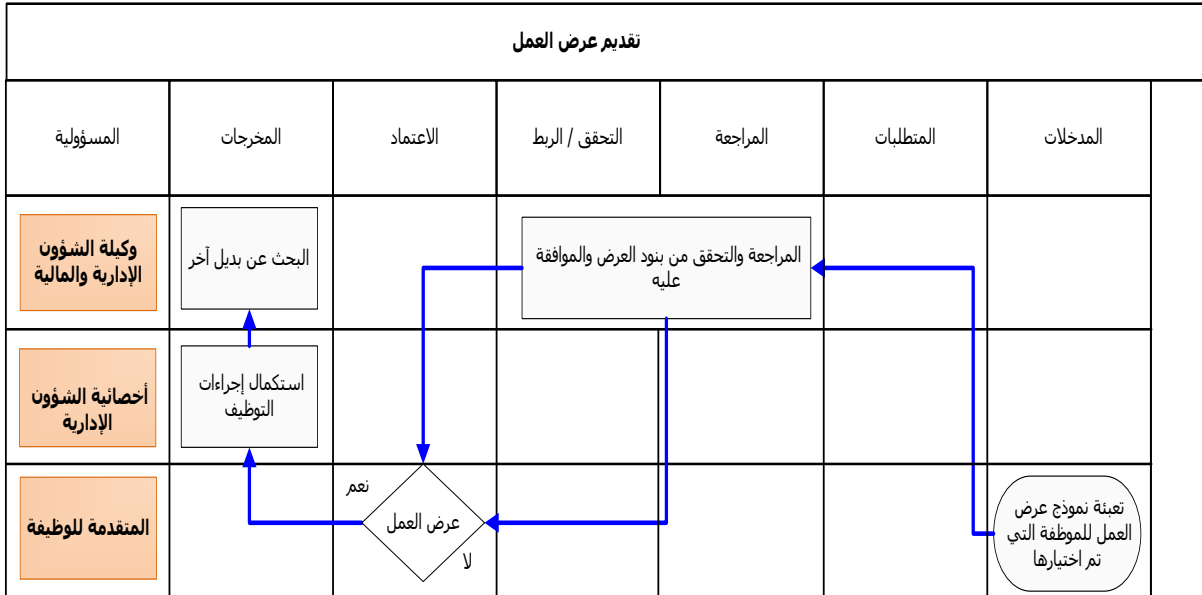 تقديم عرض العمل
المدخلات
المتطلبات
المراجعة
التحقق / الربط
الاعتماد
المخرجات
المسؤولية
المراجعة والتحقق من بنود العرض والموافقة
عليه
البحث عن بديل آخر
وكيلة الشؤون
الإدارية والمالية
استكمال إجراءات
التوظيف
أخصائية الشؤون
الإدارية
تعبئة نموذج عرض
العمل للموظفة التي
تم اختيارها
عرض العمل
نعم
لا
المتقدمة للوظيفة